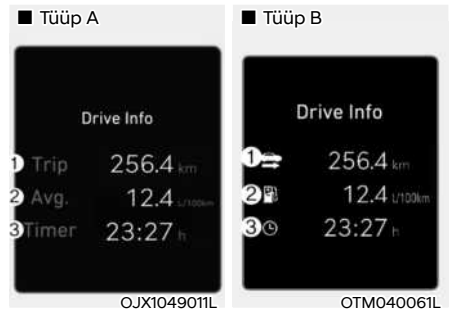 ■ Tüüp A
Drive Info
1 Trip 256.4 km
2 Avg. 12.4 L/100km
3 Timer 23:27 h
OJX1049011L
■ Tüüp B
Drive Info
1 256.4 km
2 12.4 L/100km
3 23:27 h
OTM040061L